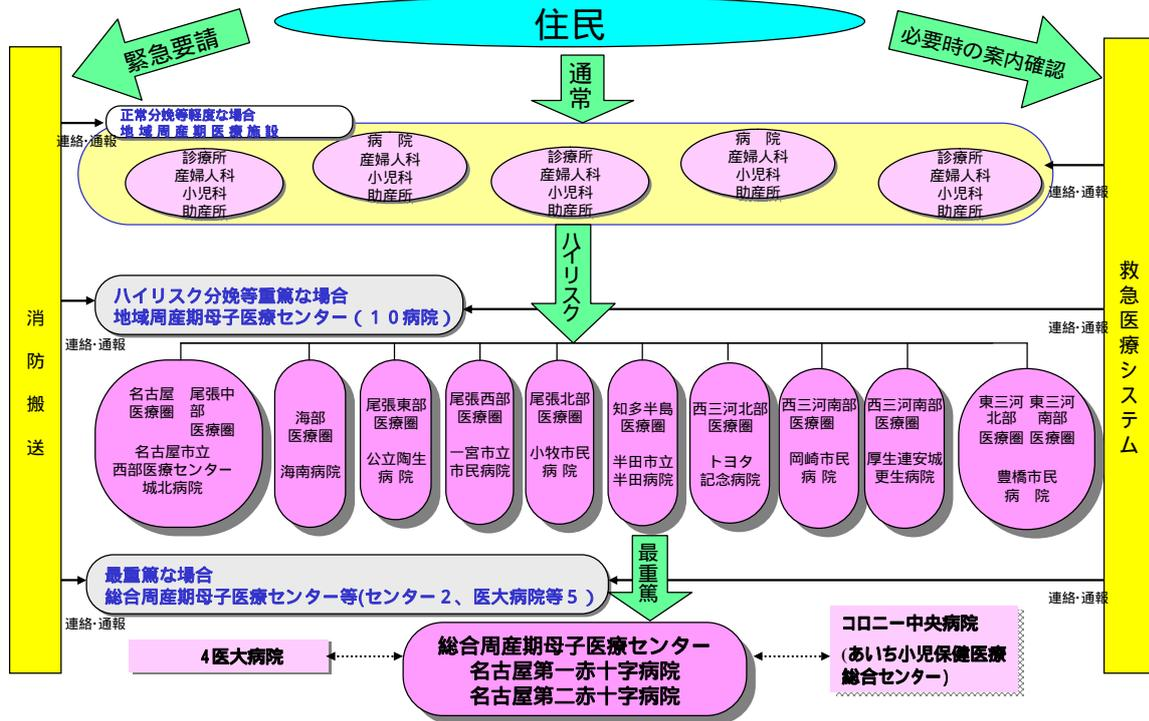 住民
緊急要請
通常
必要時の案内確認
正常分娩等軽度な場合
地域周産期医療施設
連絡・通報
診療所
産婦人科
小児科
助産所
病　院
産婦人科
小児科
助産所
診療所
産婦人科
小児科
助産所
病　院
産婦人科
小児科
助産所
診療所
産婦人科
小児科
助産所
連絡・通報
ハイリスク
ハイリスク分娩等重篤な場合
地域周産期母子医療センター（１０病院）
連絡・通報
連絡・通報
消防搬送
救急医療システム
名古屋
医療圏
尾張中
部
医療圏
名古屋市立
西部医療センター
城北病院
海部
医療圏
海南病院
尾張東部
医療圏
公立陶生
病 院
尾張西部
医療圏
一宮市立
市民病院
尾張北部
医療圏
小牧市民
病 院
知多半島
医療圏
半田市立
半田病院
西三河北部
医療圏
トヨタ
記念病院
西三河南部
医療圏
岡崎市民
病 院
西三河南部
医療圏
厚生連安城
更生病院
東三河
北部
医療圏
東三河
南部
医療圏
豊橋市民
病　院
最重篤
最重篤な場合
総合周産期母子医療センター等(センター２、医大病院等５）
連絡・通報
連絡・通報
４医大病院
総合周産期母子医療センター
名古屋第一赤十字病院
名古屋第二赤十字病院
コロニー中央病院
(あいち小児保健医療
総合センター）